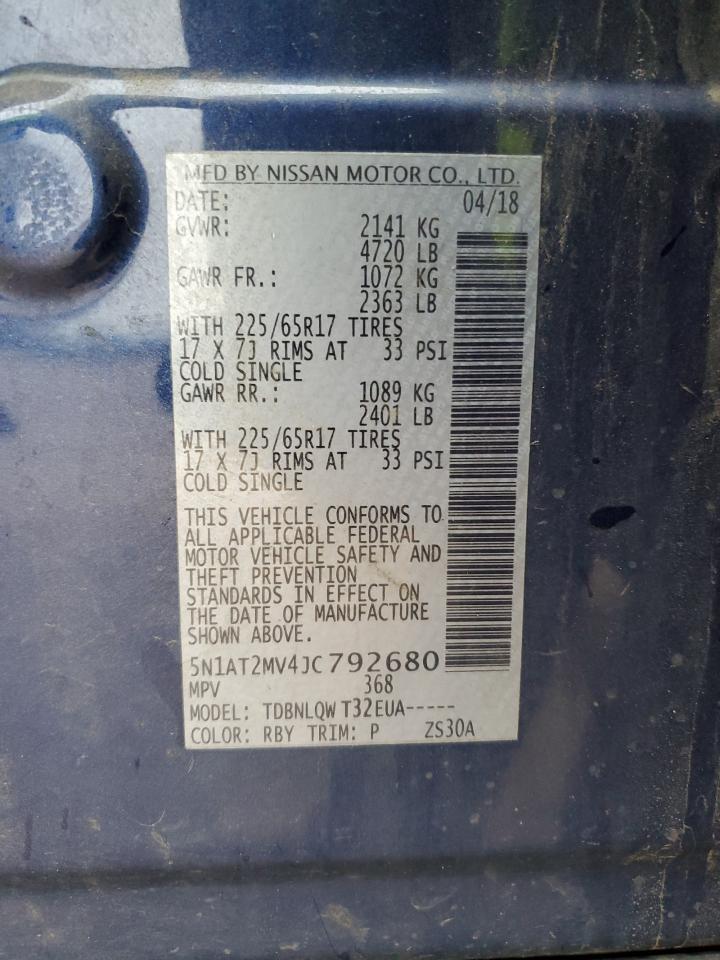 MFD BY NISSAN MOTOR CO., LTD.
DATE: 04/18
GVWR: 2141 KG
4720 LB
GAWR FR.: 1072 KG
2363 LB
WITH 225/65R17 TIRES
17 X 7J RIMS AT 33 PSI
COLD SINGLE
GAWR RR.: 1089 KG
2401 LB
WITH 225/65R17 TIRES
17 X 7J RIMS AT 33 PSI
COLD SINGLE
THIS VEHICLE CONFORMS TO
ALL APPLICABLE FEDERAL
MOTOR VEHICLE SAFETY AND
THEFT PREVENTION
STANDARDS IN EFFECT ON
THE DATE OF MANUFACTURE
SHOWN ABOVE.
5N1AT2MV4JC792680
MPV 368
MODEL: TDBNLQW T32EUA-----
COLOR: RBY TRIM: P ZS30A